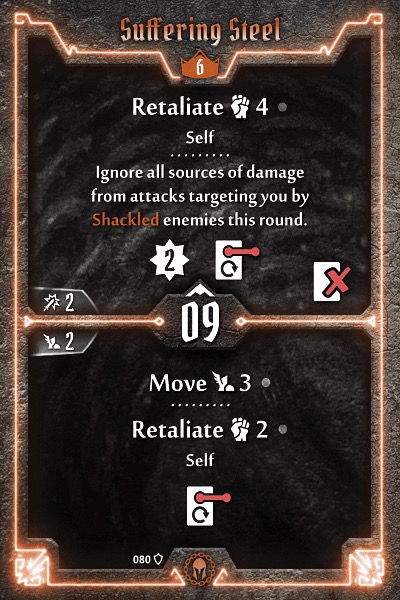 Suffering Steel
6
Retaliate 4
Self
Ignore all sources of damage
from attacks targeting you by
Shackled enemies this round.
2
2
09
2
Move 3
Retaliate 2
Self
080